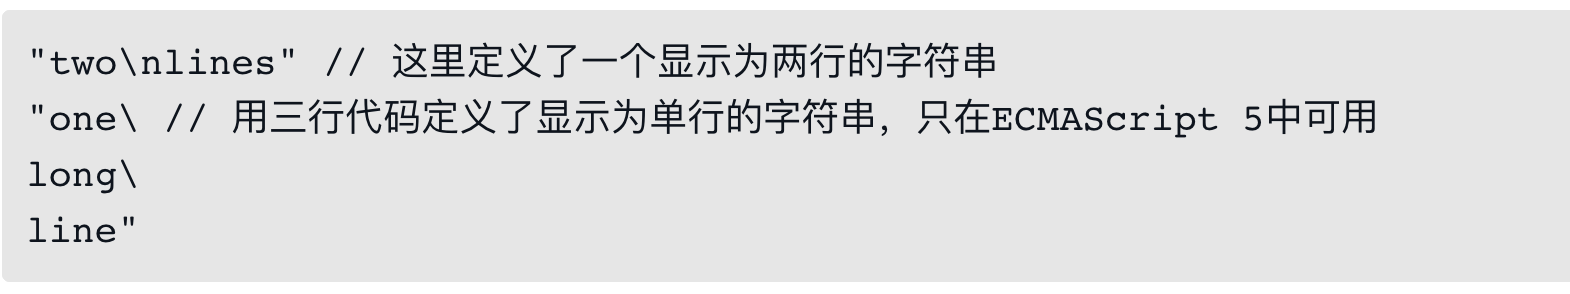 "two\nlines" // 这里定义了一个显示为两行的字符串
"one\ // 用三行代码定义了显示为单行的字符串，只在ECMAScript 5中可用
long\
line"